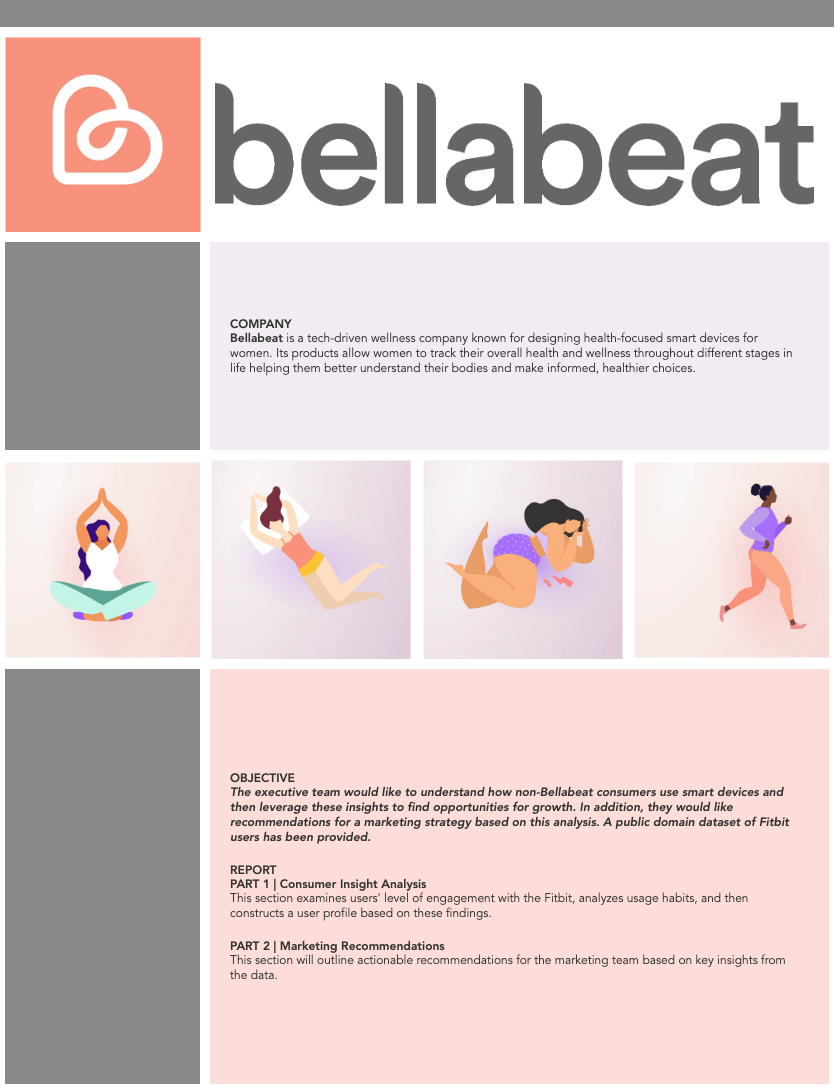 bellabeat
COMPANY
Bellabeat is a tech-driven wellness company known for designing health-focused smart devices for
women. Its products allow women to track their overall health and wellness throughout different stages in
life helping them better understand their bodies and make informed, healthier choices.
OBJECTIVE
The executive team would like to understand how non-Bellabeat consumers use smart devices and
then leverage these insights to find opportunities for growth. In addition, they would like
recommendations for a marketing strategy based on this analysis. A public domain dataset of Fitbit
users has been provided.
REPORT
PART 1 | Consumer Insight Analysis
This section examines users' level of engagement with the Fitbit, analyzes usage habits, and then
constructs a user profile based on these findings.
PART 2 | Marketing Recommendations
This section will outline actionable recommendations for the marketing team based on key insights from
the data.